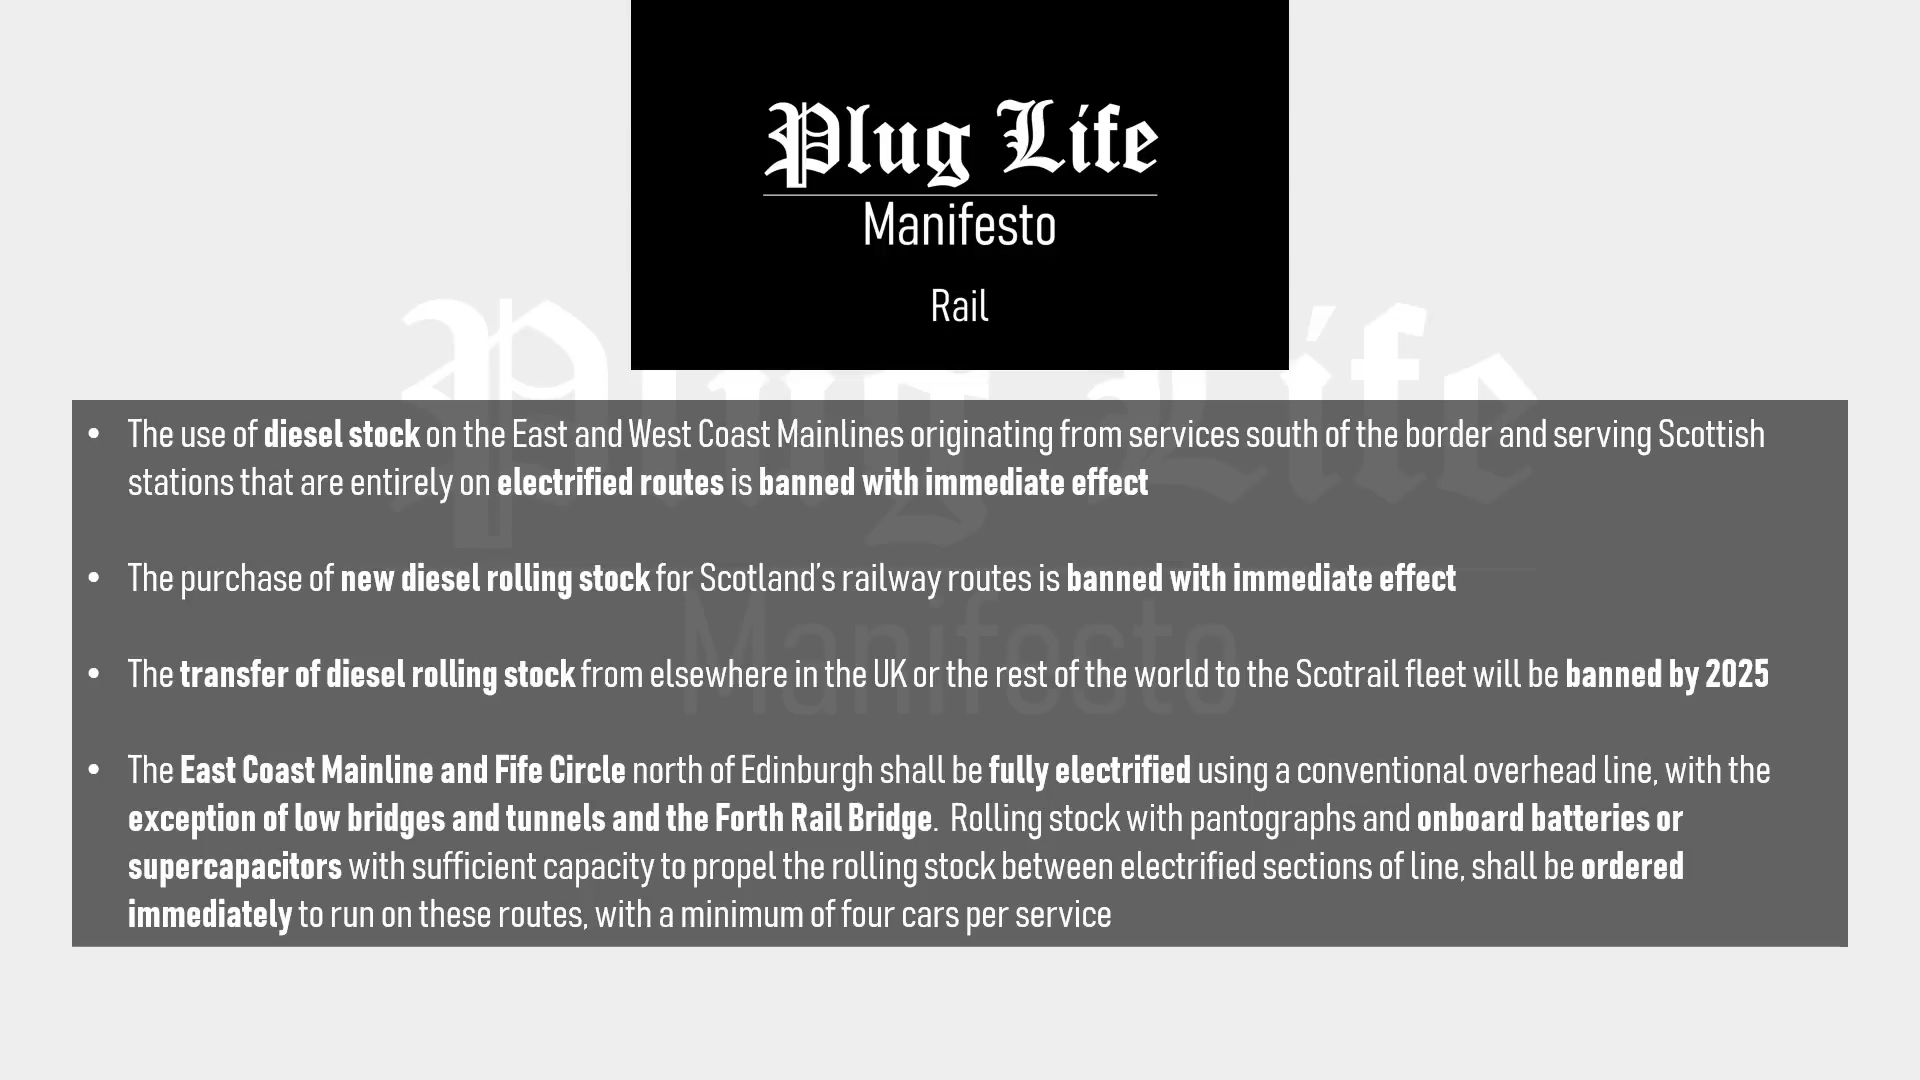 Plug Life
Manifesto
Rail
• The use of diesel stock on the East and West Coast Mainlines originating from services south of the border and serving Scottish
stations that are entirely on electrified routes is banned with immediate effect
• The purchase of new diesel rolling stock for Scotland's railway routes is banned with immediate effect
• The transfer of diesel rolling stock from elsewhere in the UK or the rest of the world to the Scotrail fleet will be banned by 2025
• The East Coast Mainline and Fife Circle north of Edinburgh shall be fully electrified using a conventional overhead line, with the
exception of low bridges and tunnels and the Forth Rail Bridge. Rolling stock with pantographs and onboard batteries or
supercapacitors with sufficient capacity to propel the rolling stock between electrified sections of line, shall be ordered
immediately to run on these routes, with a minimum of four cars per service
Plug Life
Manifesto